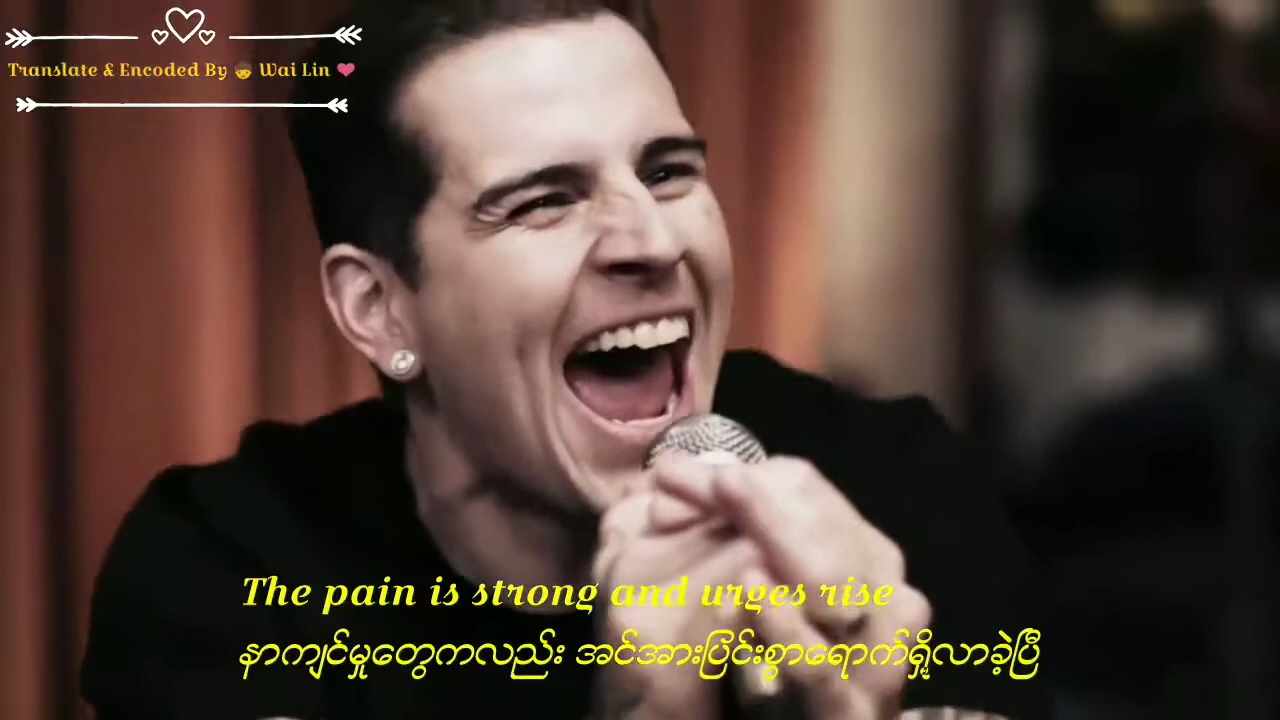 Translate & Encoded By 🧒 Wai Lin ❤
The pain is strong and urges rise
နာကျင်မှုတွေကလည်း အင်အားပြင်းစွာရောက်ရှိလာခဲ့ပြီ